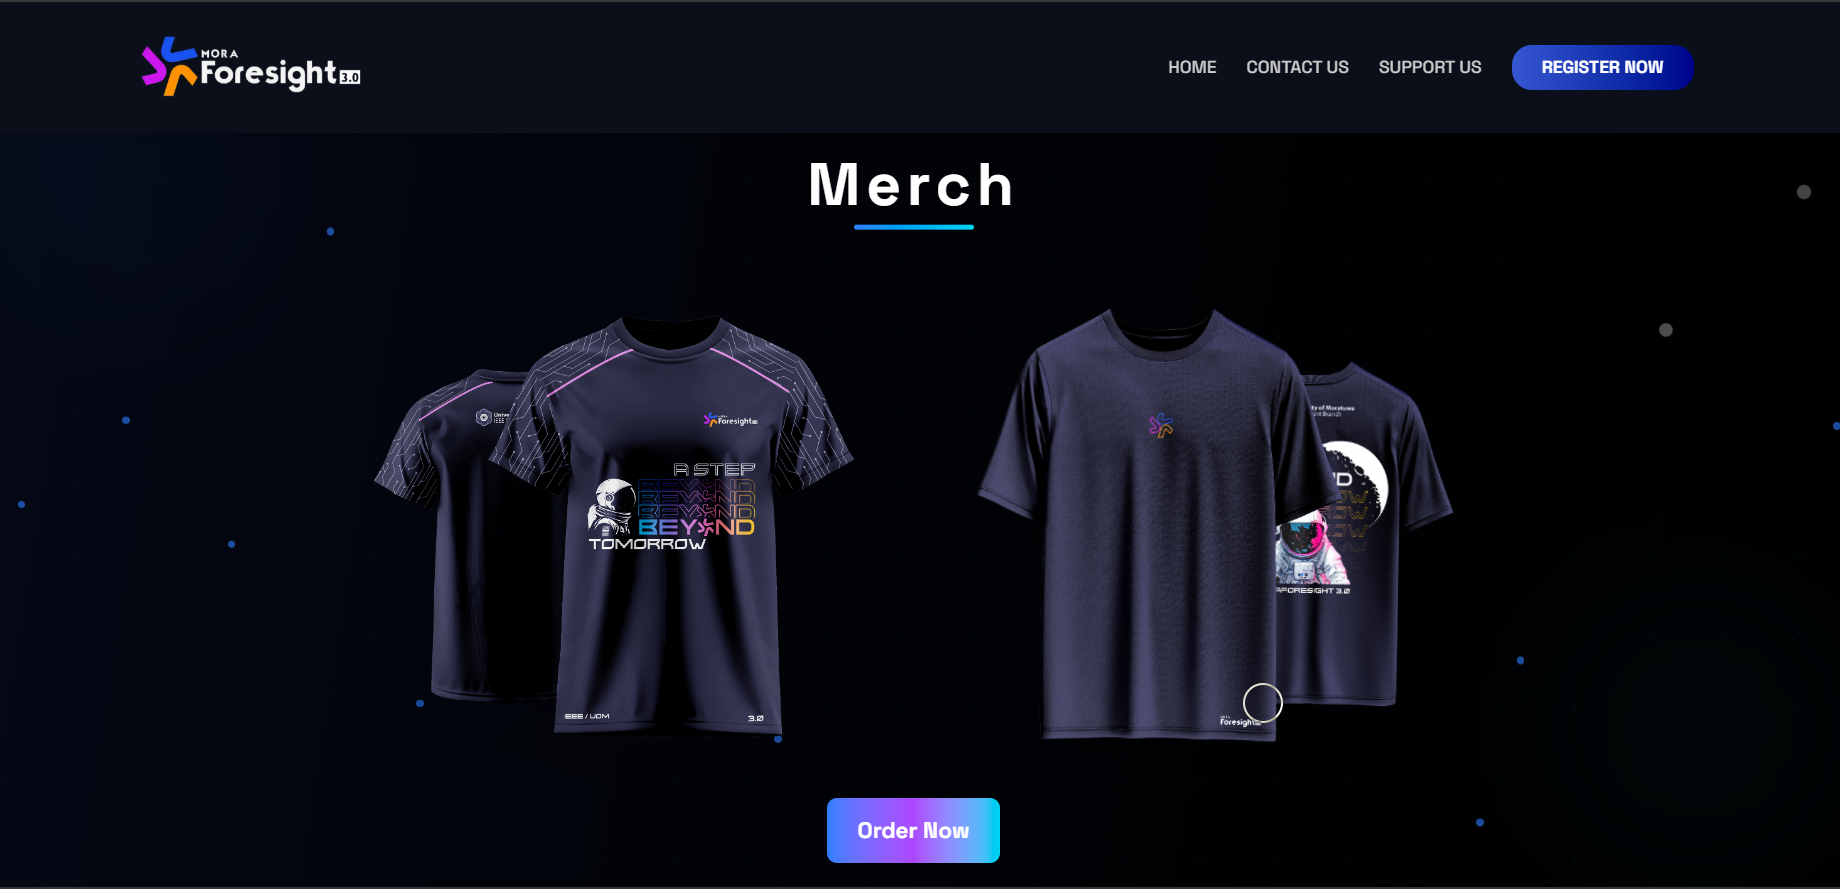 MORA
Foresight 3.0
HOME
CONTACT US
SUPPORT US
REGISTER NOW
Merch
Foresight
A STEP
BEYOND
BEYOND
BEYOND
BEYOND
TOMORROW
IEEE / UOM
3.0
Foresight
ty of Moratuwa
nt Branch
FORESIGHT 3.0
Order Now